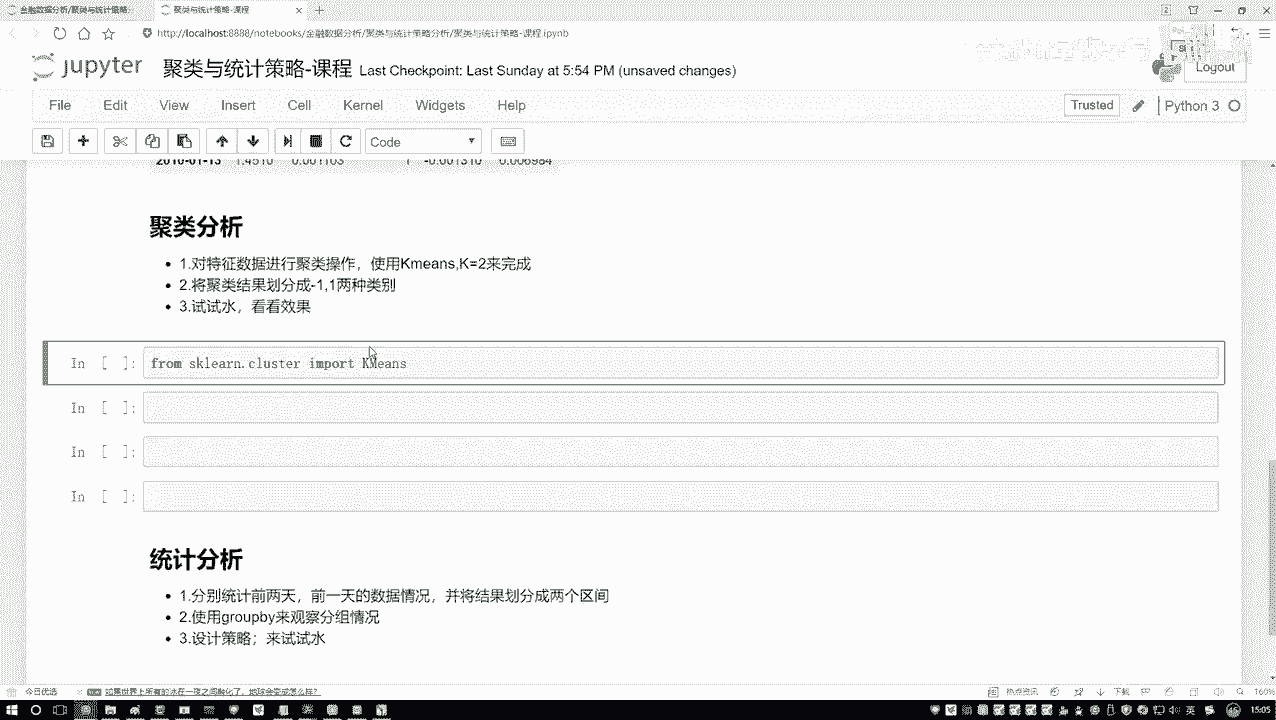 金融数据分析/聚类与统计策略
聚类与统计策略-课程
http://localhost:8888/notebooks/金融数据分析/聚类与统计策略分析/聚类与统计策略-课程.ipynb
jupyter 聚类与统计策略-课程 Last Checkpoint: Last Sunday at 5:54 PM (unsaved changes)
Logout
File Edit View Insert Cell Kernel Widgets Help
Trusted
Python 3
Code
2010-01-13 1.4510 0.001103 1 -0.001310 0.006984
聚类分析
1.对特征数据进行聚类操作，使用Kmeans,K=2来完成
2.将聚类结果划分成-1,1两种类别
3.试试水，看看效果
In [ ]: from sklearn.cluster import KMeans
In [ ]:
In [ ]:
In [ ]:
统计分析
1.分别统计前两天，前一天的数据情况，并将结果划分成两个区间
2.使用groupby来观察分组情况
3.设计策略；来试试水
今日优选
如果世界上所有的冰在一夜之间融化了，地球会变成怎么样？
热点资讯
下载
160%
英
15:05